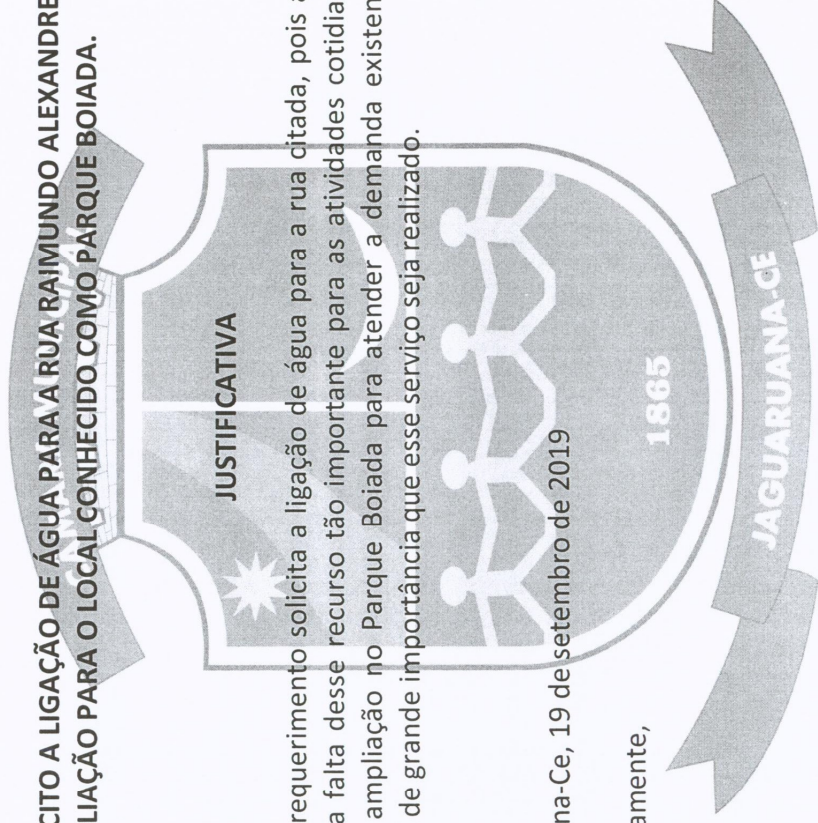 CITO A LIGAÇÃO DE ÁGUA PARA A RUA RAIMUNDO ALEXANDRE
LIAÇÃO PARA O LOCAL CONHECIDO COMO PARQUE BOIADA.
JUSTIFICATIVA
requerimento solicita a ligação de água para a rua citada, pois a
a falta desse recurso tão importante para as atividades cotidia
ampliação no Parque Boiada para atender a demanda existen
de grande importância que esse serviço seja realizado.
na-Ce, 19 de setembro de 2019
amente,
1865
JAGUARUANA-CE